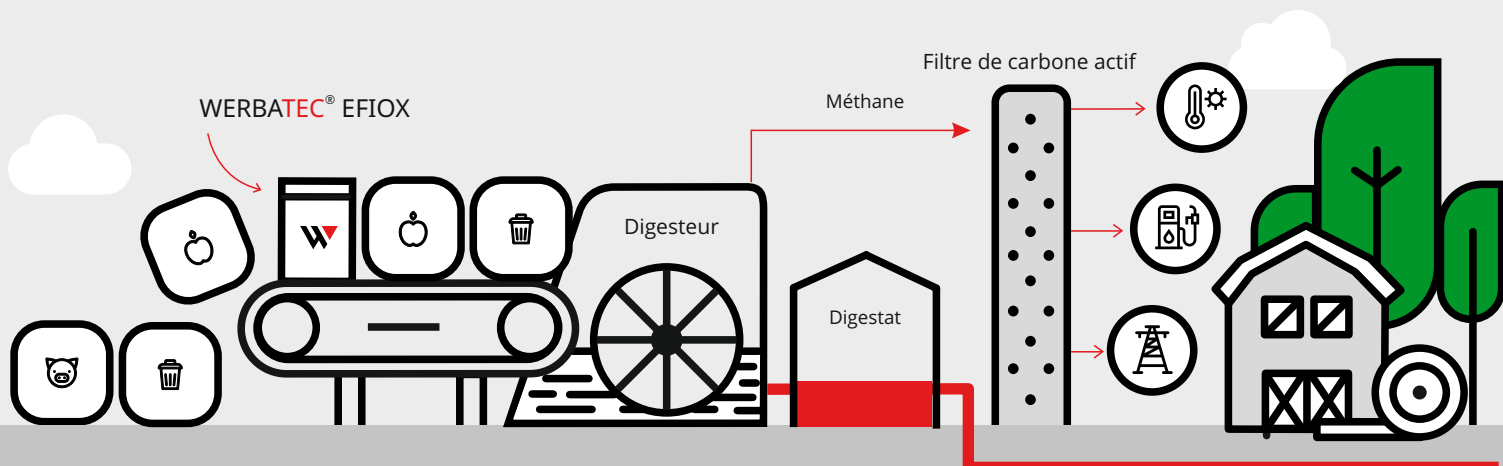 Filtre de carbone actif
Méthane
WERBATEC® EFIOX
Digesteur
Digestat